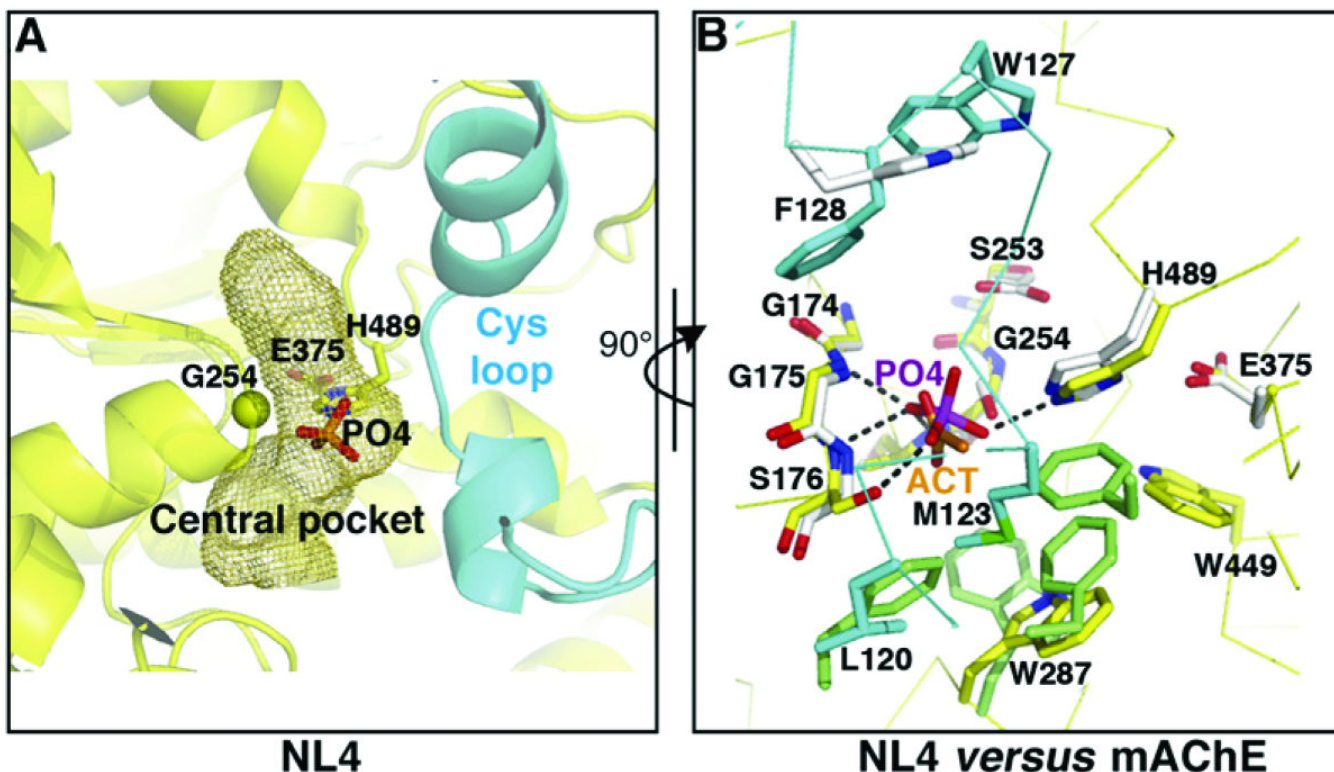 A
H489
E375
G254
PO4
Cys
loop
Central pocket
NL4
90°
B
W127
F128
S253
H489
G174
G254
E375
G175
PO4
S176
ACT
M123
W449
L120
W287
NL4 versus mAChE